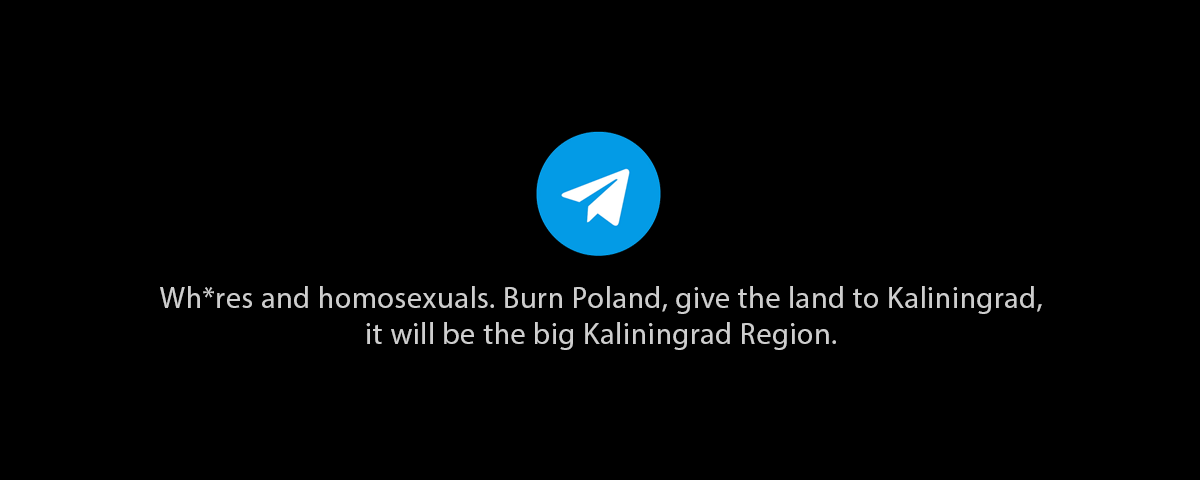 Wh*res and homosexuals. Burn Poland, give the land to Kaliningrad,
it will be the big Kaliningrad Region.